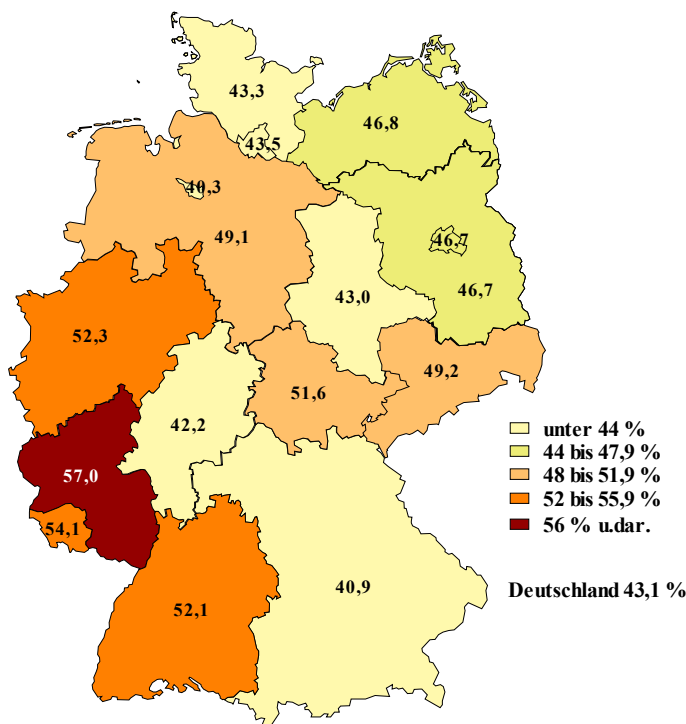 43,3
46,8
43,5
40,3
49,1
46,7
46,7
43,0
52,3
49,2
51,6
42,2
unter 44 %
44 bis 47,9 %
57,0
48 bis 51,9 %
52 bis 55,9 %
54,1
56 % u.dar.
40,9
Deutschland 43,1 %
52,1